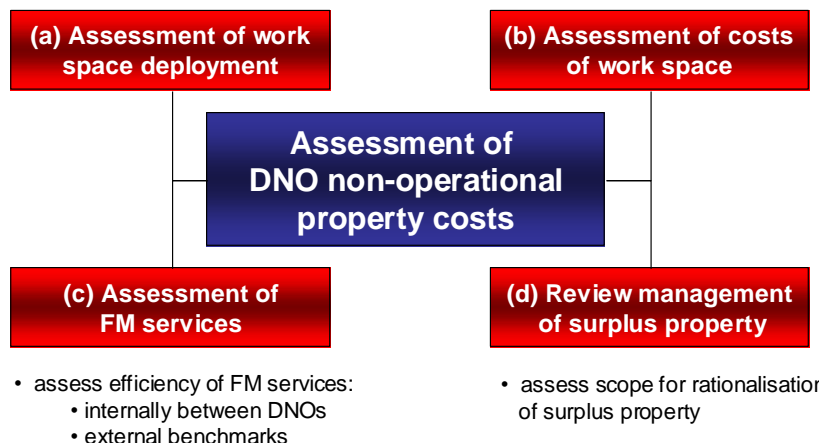 (a) Assessment of work
space deployment
(b) Assessment of costs
of work space
Assessment of
DNO non-operational
property costs
(c) Assessment of
FM services
(d) Review management
of surplus property
• assess efficiency of FM services:
• internally between DNOs
• external benchmarks
• assess scope for rationalisation
of surplus property